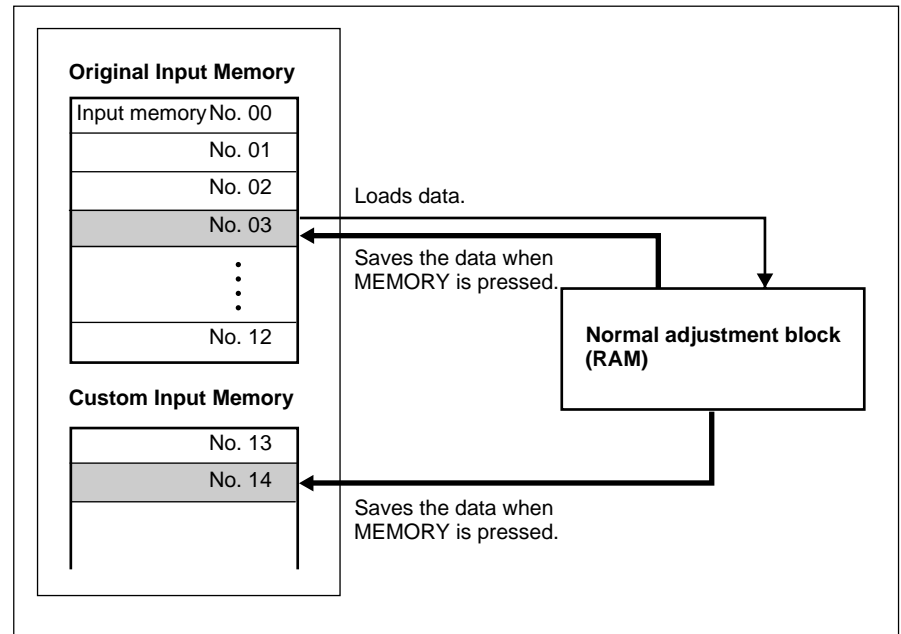 Original Input Memory
Input memory No. 00
No. 01
No. 02
No. 03
No. 12
Loads data.
Saves the data when
MEMORY is pressed.
Normal adjustment block
(RAM)
Custom Input Memory
No. 13
No. 14
Saves the data when
MEMORY is pressed.